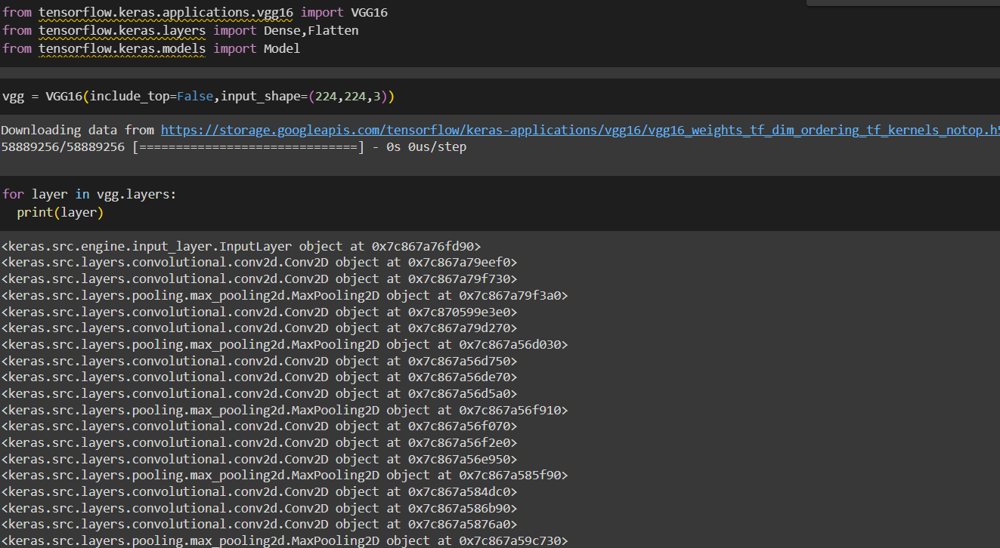 from tensorflow.keras.applications.vgg16 import VGG16
from tensorflow.keras.layers import Dense,Flatten
from tensorflow.keras.models import Model
vgg = VGG16(include_top=False,input_shape=(224,224,3))
Downloading data from https://storage.googleapis.com/tensorflow/keras-applications/vgg16/vgg16_weights_tf_dim_ordering_tf_kernels_notop.h5
58889256/58889256 [==============================] - 0s 0us/step
for layer in vgg.layers:
  print(layer)
<keras.src.engine.input_layer.InputLayer object at 0x7c867a76fd90>
<keras.src.layers.convolutional.conv2d.Conv2D object at 0x7c867a79eef0>
<keras.src.layers.convolutional.conv2d.Conv2D object at 0x7c867a79f730>
<keras.src.layers.pooling.max_pooling2d.MaxPooling2D object at 0x7c867a79f3a0>
<keras.src.layers.convolutional.conv2d.Conv2D object at 0x7c870599e3e0>
<keras.src.layers.convolutional.conv2d.Conv2D object at 0x7c867a79d270>
<keras.src.layers.pooling.max_pooling2d.MaxPooling2D object at 0x7c867a56d030>
<keras.src.layers.convolutional.conv2d.Conv2D object at 0x7c867a56d750>
<keras.src.layers.convolutional.conv2d.Conv2D object at 0x7c867a56de70>
<keras.src.layers.convolutional.conv2d.Conv2D object at 0x7c867a56d5a0>
<keras.src.layers.pooling.max_pooling2d.MaxPooling2D object at 0x7c867a56f910>
<keras.src.layers.convolutional.conv2d.Conv2D object at 0x7c867a56f070>
<keras.src.layers.convolutional.conv2d.Conv2D object at 0x7c867a56f2e0>
<keras.src.layers.convolutional.conv2d.Conv2D object at 0x7c867a56e950>
<keras.src.layers.pooling.max_pooling2d.MaxPooling2D object at 0x7c867a585f90>
<keras.src.layers.convolutional.conv2d.Conv2D object at 0x7c867a584dc0>
<keras.src.layers.convolutional.conv2d.Conv2D object at 0x7c867a586b90>
<keras.src.layers.convolutional.conv2d.Conv2D object at 0x7c867a5876a0>
<keras.src.layers.pooling.max_pooling2d.MaxPooling2D object at 0x7c867a59c730>